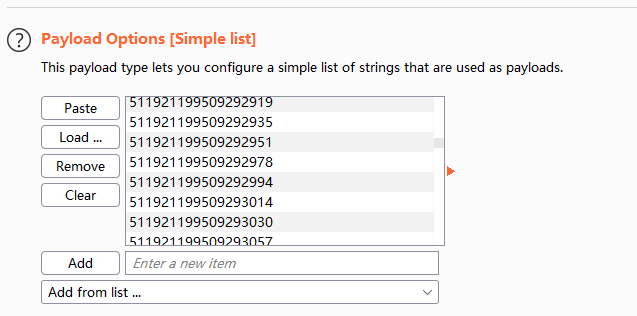 ?
Payload Options [Simple list]
This payload type lets you configure a simple list of strings that are used as payloads.
Paste
Load ...
Remove
Clear
511921199509292919
511921199509292935
511921199509292951
511921199509292978
511921199509292994
511921199509293014
511921199509293030
511921199509293057
Add
Enter a new item
Add from list ...